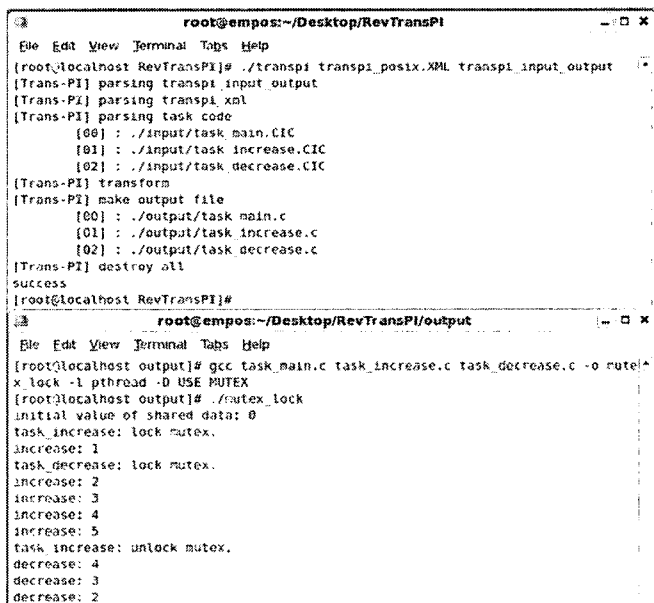 root@empos:~/Desktop/RevTransPI
File Edit View Terminal Tabs Help
[root@localhost RevTransPI]# ./transpi transpi_posix.XML transpi_input_output
[Trans-PI] parsing transpi_input_output
[Trans-PI] parsing transpi_xml
[Trans-PI] parsing task code
[00] : ./input/task_main.CIC
[01] : ./input/task_increase.CIC
[02] : ./input/task_decrease.CIC
[Trans-PI] transform
[Trans-PI] make output file
[00] : ./output/task_main.c
[01] : ./output/task_increase.c
[02] : ./output/task_decrease.c
[Trans-PI] destroy all
success
[root@localhost RevTransPI]#
root@empos:~/Desktop/RevTransPI/output
File Edit View Terminal Tabs Help
[root@localhost output]# gcc task_main.c task_increase.c task_decrease.c -o mute
x_lock -l pthread -D USE_MUTEX
[root@localhost output]# ./mutex_lock
initial value of shared data: 0
task_increase: lock mutex.
increase: 1
task_decrease: lock mutex.
increase: 2
increase: 3
increase: 4
increase: 5
task_increase: unlock mutex.
decrease: 4
decrease: 3
decrease: 2